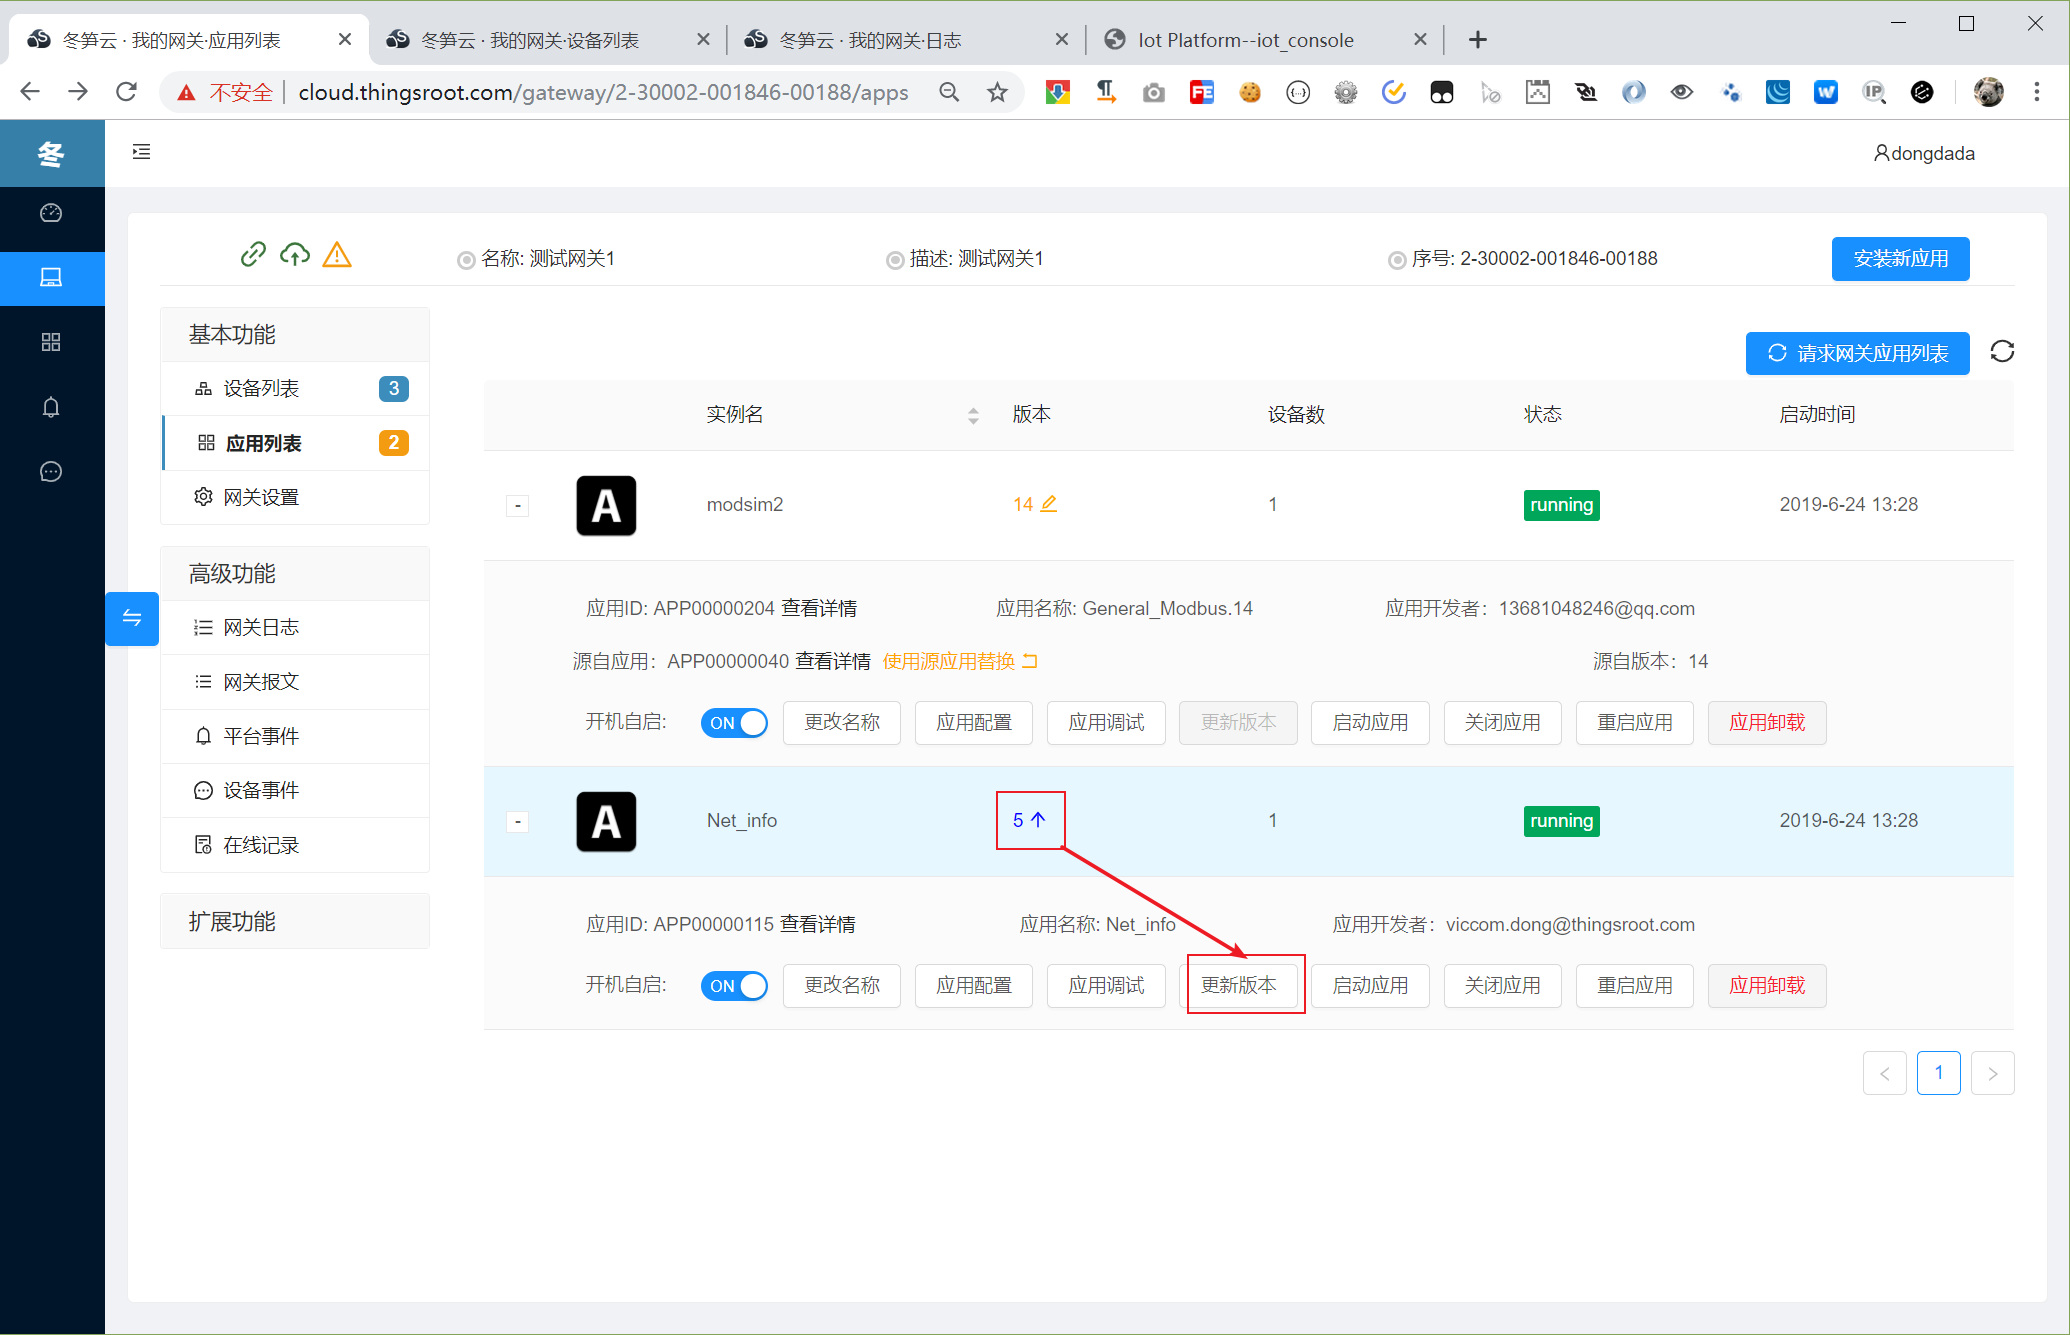 冬笋云 · 我的网关·应用列表
冬笋云 · 我的网关·设备列表
冬笋云 · 我的网关·日志
Iot Platform--iot_console
不安全
cloud.thingsroot.com/gateway/2-30002-001846-00188/apps
冬
dongdada
名称: 测试网关1
描述: 测试网关1
序号: 2-30002-001846-00188
安装新应用
基本功能
设备列表 3
应用列表 2
网关设置
高级功能
网关日志
网关报文
平台事件
设备事件
在线记录
扩展功能
请求网关应用列表
实例名 版本 设备数 状态 启动时间
- A modsim2 14 1 running 2019-6-24 13:28
应用ID: APP00000204 查看详情 应用名称: General_Modbus.14 应用开发者：13681048246@qq.com
源自应用：APP00000040 查看详情 使用源应用替换 源自版本：14
开机自启: ON 更改名称 应用配置 应用调试 更新版本 启动应用 关闭应用 重启应用 应用卸载
- A Net_info 5 1 running 2019-6-24 13:28
应用ID: APP00000115 查看详情 应用名称: Net_info 应用开发者：viccom.dong@thingsroot.com
开机自启: ON 更改名称 应用配置 应用调试 更新版本 启动应用 关闭应用 重启应用 应用卸载
< 1 >